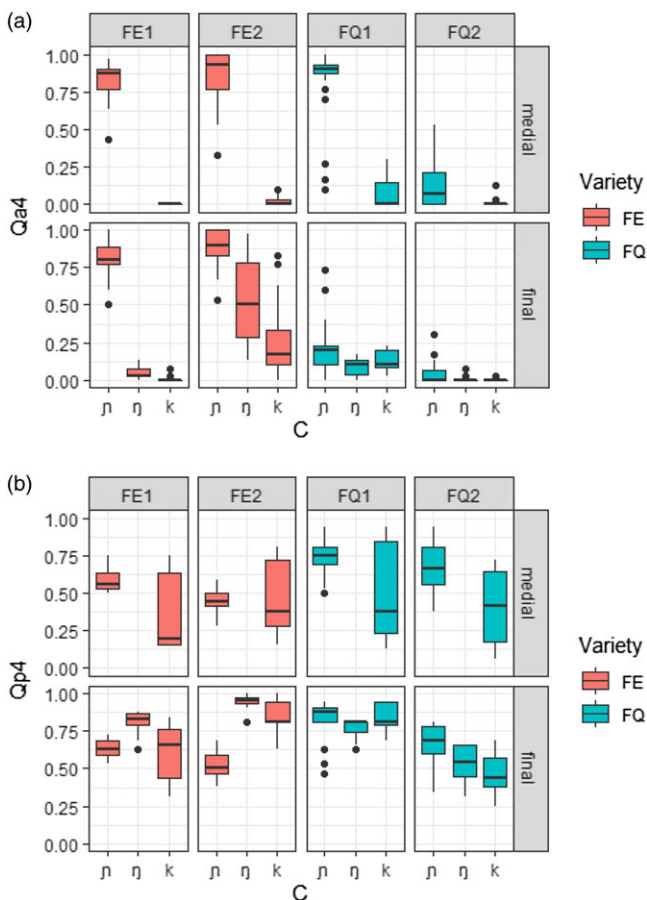 (a)
FE1 FE2 FQ1 FQ2
1.00
0.75
0.50
0.25
0.00
medial
1.00
0.75
0.50
0.25
0.00
final
Qa4
ɲ ŋ k ɲ ŋ k ɲ ŋ k ɲ ŋ k
C
Variety
FE
FQ
(b)
FE1 FE2 FQ1 FQ2
1.00
0.75
0.50
0.25
0.00
medial
1.00
0.75
0.50
0.25
0.00
final
Qp4
ɲ ŋ k ɲ ŋ k ɲ ŋ k ɲ ŋ k
C
Variety
FE
FQ